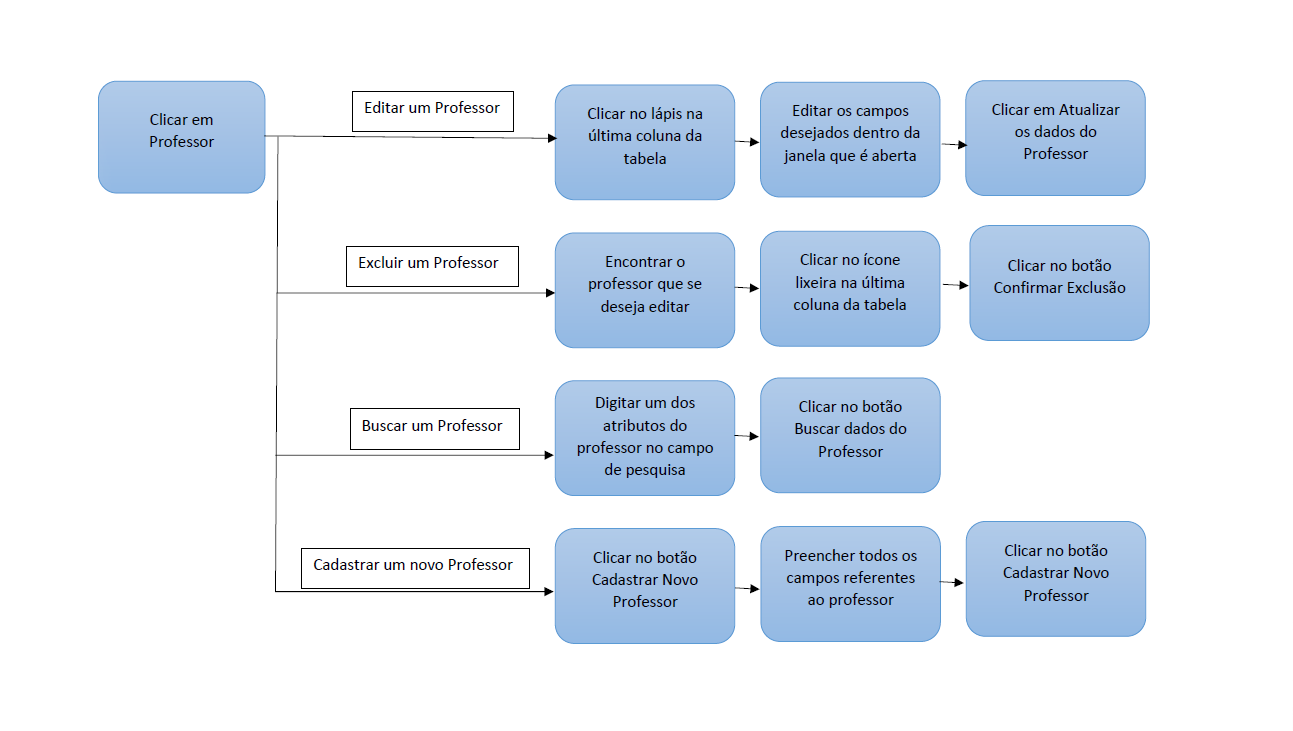 Clicar em
Professor
Editar um Professor
Clicar no lápis na
última coluna da
tabela
Editar os campos
desejados dentro da
janela que é aberta
Clicar em Atualizar
os dados do
Professor
Excluir um Professor
Encontrar o
professor que se
deseja editar
Clicar no ícone
lixeira na última
coluna da tabela
Clicar no botão
Confirmar Exclusão
Buscar um Professor
Digitar um dos
atributos do
professor no campo
de pesquisa
Clicar no botão
Buscar dados do
Professor
Cadastrar um novo Professor
Clicar no botão
Cadastrar Novo
Professor
Preencher todos os
campos referentes
ao professor
Clicar no botão
Cadastrar Novo
Professor